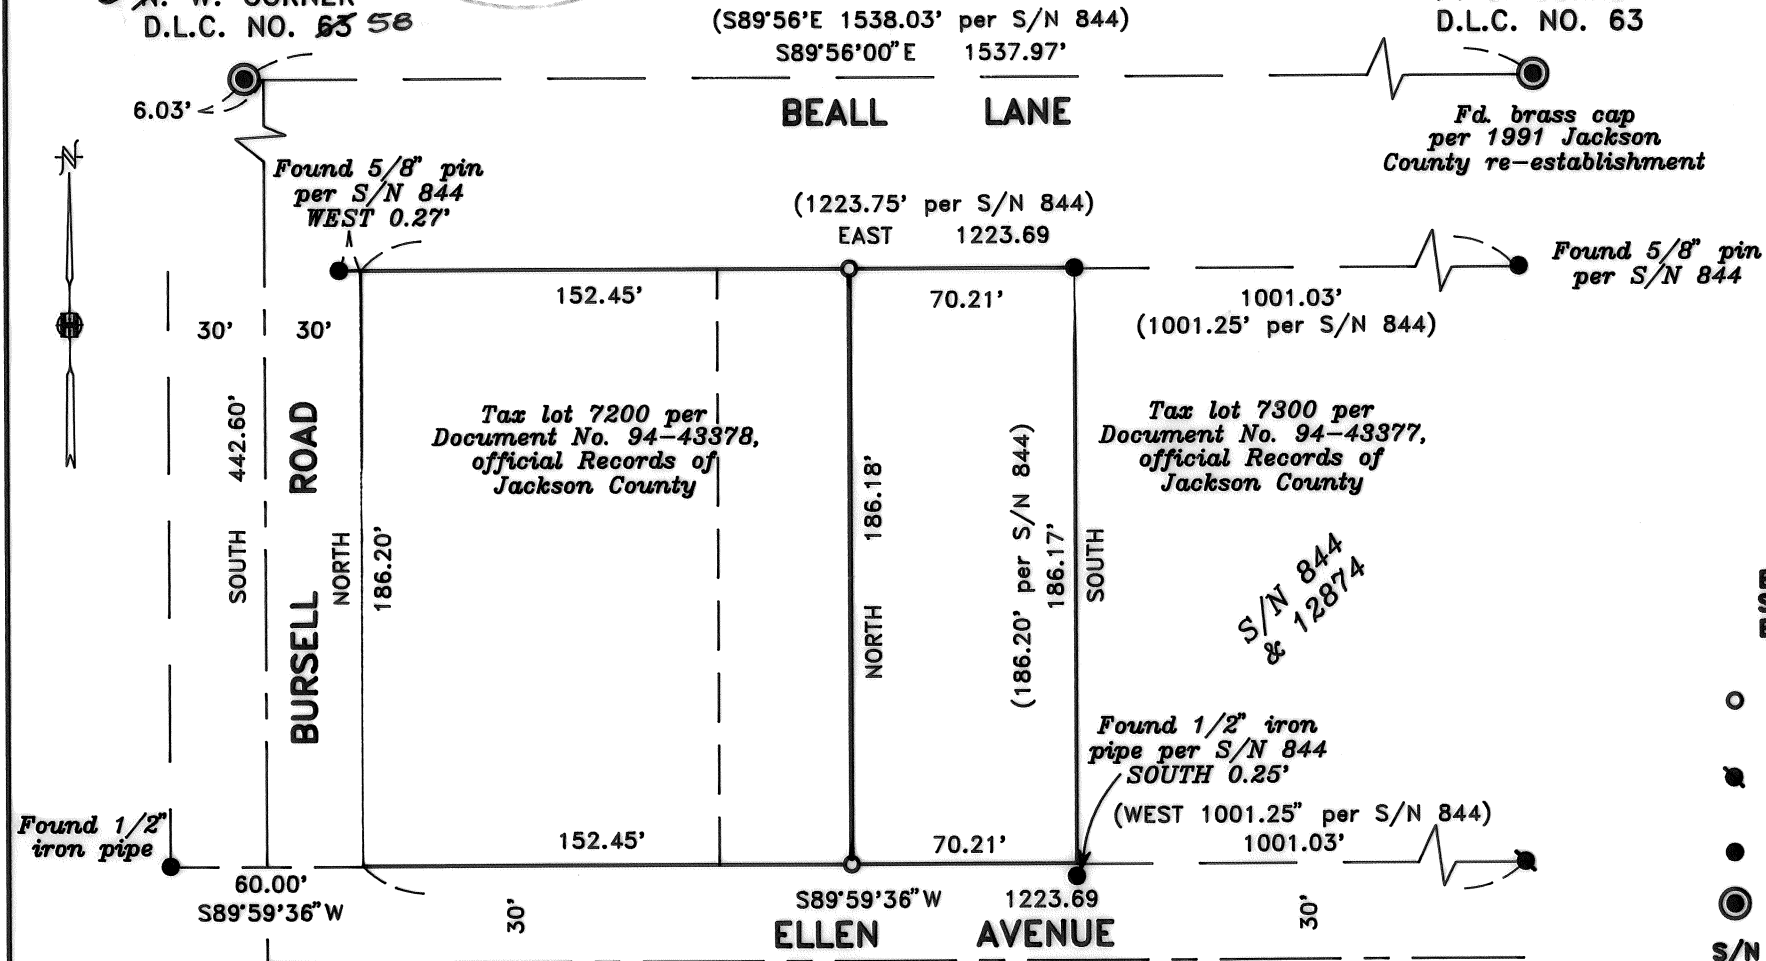 N. W. CORNER
D.L.C. NO. 63 58
(S89°56'E 1538.03' per S/N 844)
S89°56'00"E 1537.97'
D.L.C. NO. 63
6.03'
BEALL LANE
Fd. brass cap
per 1991 Jackson
County re-establishment
N
Found 5/8" pin
per S/N 844
WEST 0.27'
(1223.75' per S/N 844)
EAST 1223.69
Found 5/8" pin
per S/N 844
152.45'
70.21'
1001.03'
(1001.25' per S/N 844)
30'
30'
Tax lot 7200 per
Document No. 94-43378,
official Records of
Jackson County
Tax lot 7300 per
Document No. 94-43377,
official Records of
Jackson County
SOUTH 442.60'
BURSELL ROAD
NORTH 186.20'
NORTH 186.18'
(186.20' per S/N 844)
186.17'
SOUTH
S/N 844
& 12874
Found 1/2" iron
pipe per S/N 844
SOUTH 0.25'
(WEST 1001.25" per S/N 844)
1001.03'
Found 1/2"
iron pipe
152.45'
70.21'
60.00'
S89°59'36"W
30'
S89°59'36"W 1223.69
30'
ELLEN AVENUE
S/N